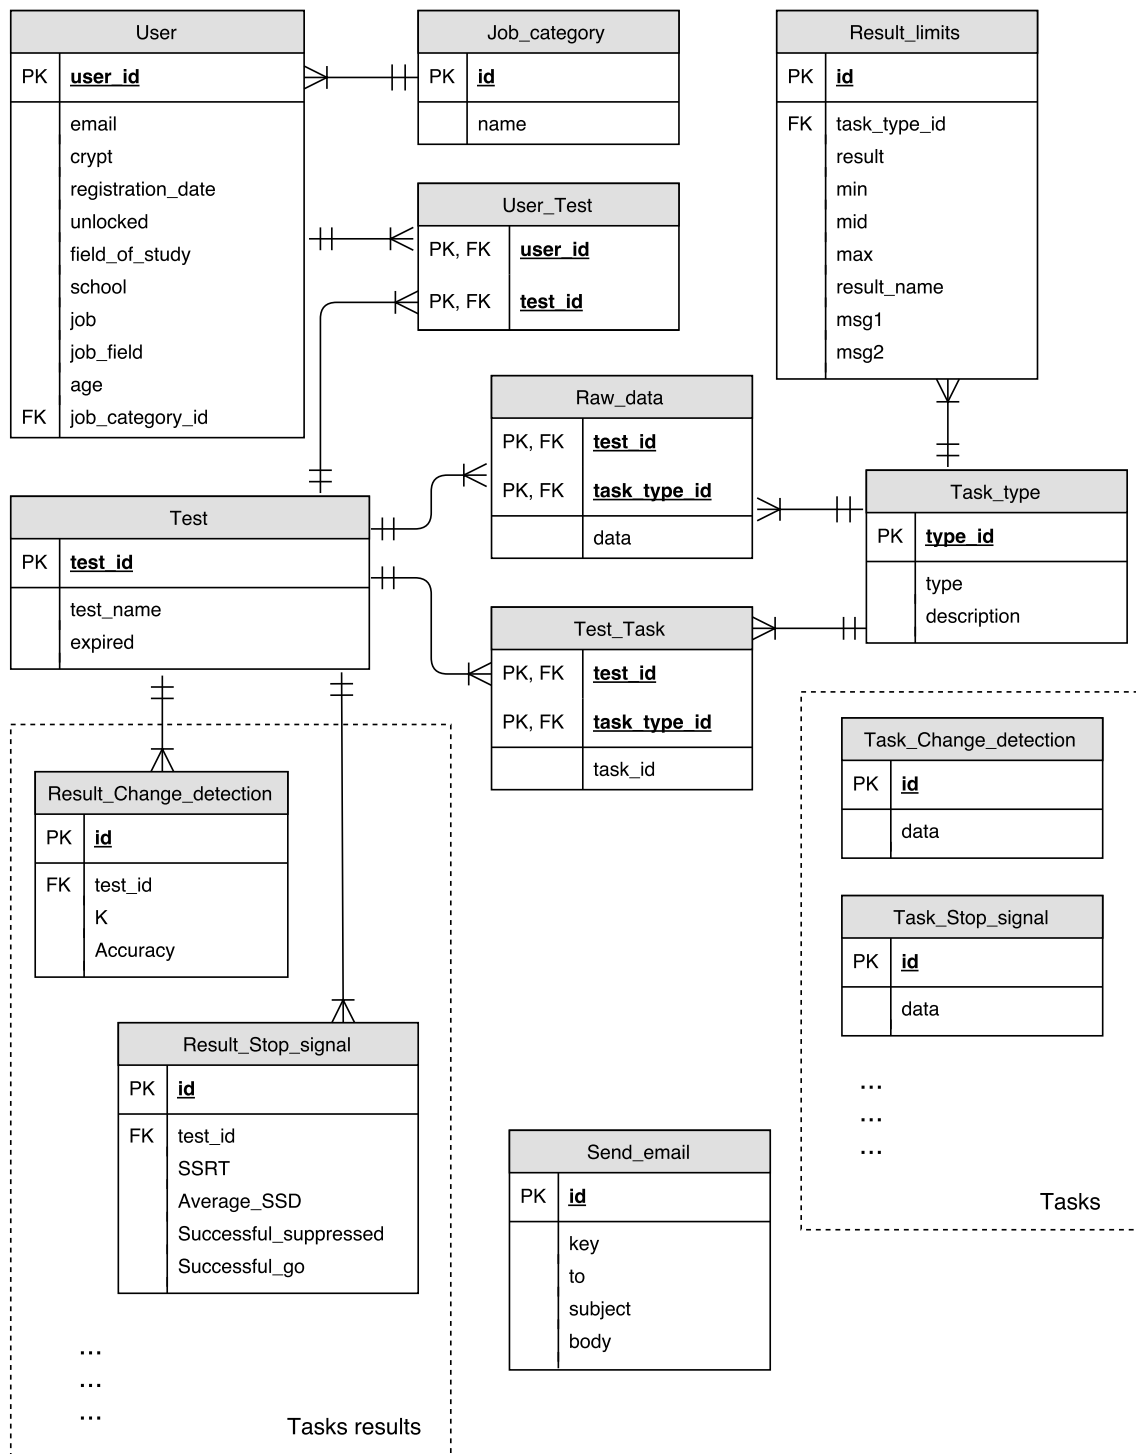 User
PK user_id
email
crypt
registration_date
unlocked
field_of_study
school
job
job_field
age
FK job_category_id
Job_category
PK id
name
Result_limits
PK id
FK task_type_id
result
min
mid
max
result_name
msg1
msg2
User_Test
PK, FK user_id
PK, FK test_id
Raw_data
PK, FK test_id
PK, FK task_type_id
data
Task_type
PK type_id
type
description
Test
PK test_id
test_name
expired
Test_Task
PK, FK test_id
PK, FK task_type_id
task_id
Result_Change_detection
PK id
FK test_id
K
Accuracy
Result_Stop_signal
PK id
FK test_id
SSRT
Average_SSD
Successful_suppressed
Successful_go
...
...
...
Tasks results
Send_email
PK id
key
to
subject
body
Task_Change_detection
PK id
data
Task_Stop_signal
PK id
data
...
...
...
Tasks